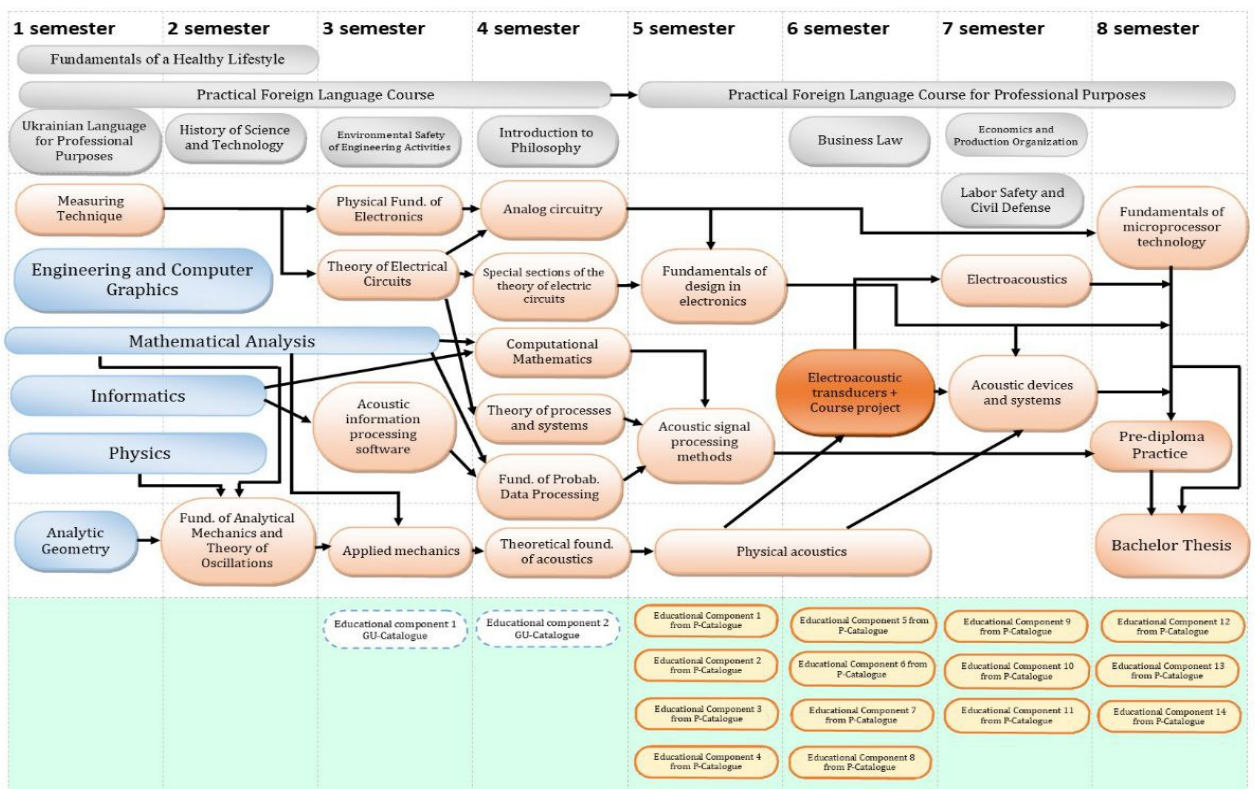 1 semester
2 semester
3 semester
4 semester
5 semester
6 semester
7 semester
8 semester
Fundamentals of a Healthy Lifestyle
Practical Foreign Language Course
Practical Foreign Language Course for Professional Purposes
Ukrainian Language
for Professional
Purposes
History of Science
and Technology
Environmental Safety
of Engineering Activities
Introduction to
Philosophy
Business Law
Economics and
Production Organization
Measuring
Technique
Physical Fund. of
Electronics
Analog circuitry
Labor Safety and
Civil Defense
Fundamentals of
microprocessor
technology
Engineering and Computer
Graphics
Theory of Electrical
Circuits
Special sections of the
theory of electric
circuits
Fundamentals of
design in
electronics
Electroacoustics
Mathematical Analysis
Computational
Mathematics
Informatics
Acoustic
information
processing
software
Theory of processes
and systems
Acoustic signal
processing
methods
Electroacoustic
transducers +
Course project
Acoustic devices
and systems
Physics
Fund. of Probab.
Data Processing
Pre-diploma
Practice
Analytic
Geometry
Fund. of Analytical
Mechanics and
Theory of
Oscillations
Applied mechanics
Theoretical found.
of acoustics
Physical acoustics
Bachelor Thesis
Educational component 1
GU-Catalogue
Educational component 2
GU-Catalogue
Educational Component 1
from P-Catalogue
Educational Component 5 from
P-Catalogue
Educational Component 9
from P-Catalogue
Educational Component 12
from P-Catalogue
Educational Component 2
from P-Catalogue
Educational Component 6 from
P-Catalogue
Educational Component 10
from P-Catalogue
Educational Component 13
from P-Catalogue
Educational Component 3
from P-Catalogue
Educational Component 7
from P-Catalogue
Educational Component 11
from P-Catalogue
Educational Component 14
from P-Catalogue
Educational Component 4
from P-Catalogue
Educational Component 8
from P-Catalogue